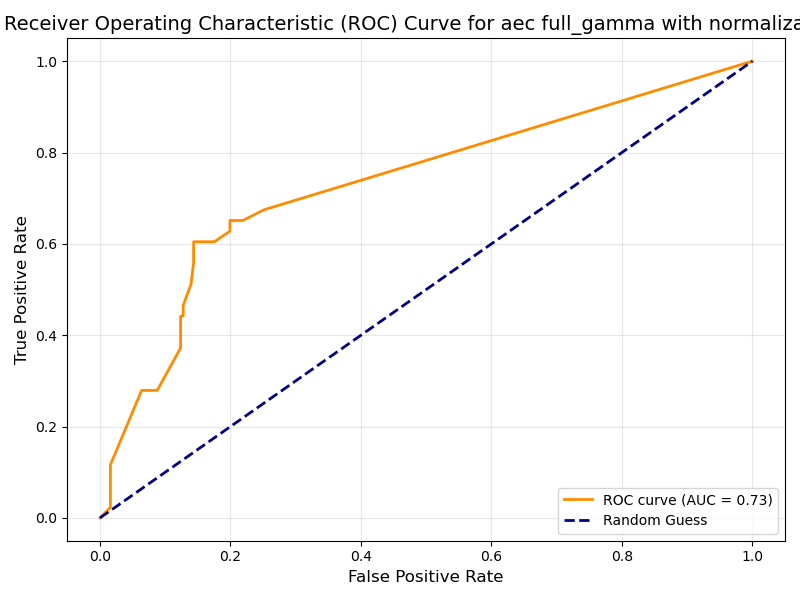 Receiver Operating Characteristic (ROC) Curve for aec full_gamma with normaliza
True Positive Rate
1.0
0.8
0.6
0.4
0.2
0.0
0.0 0.2 0.4 0.6 0.8 1.0
False Positive Rate
ROC curve (AUC = 0.73)
Random Guess